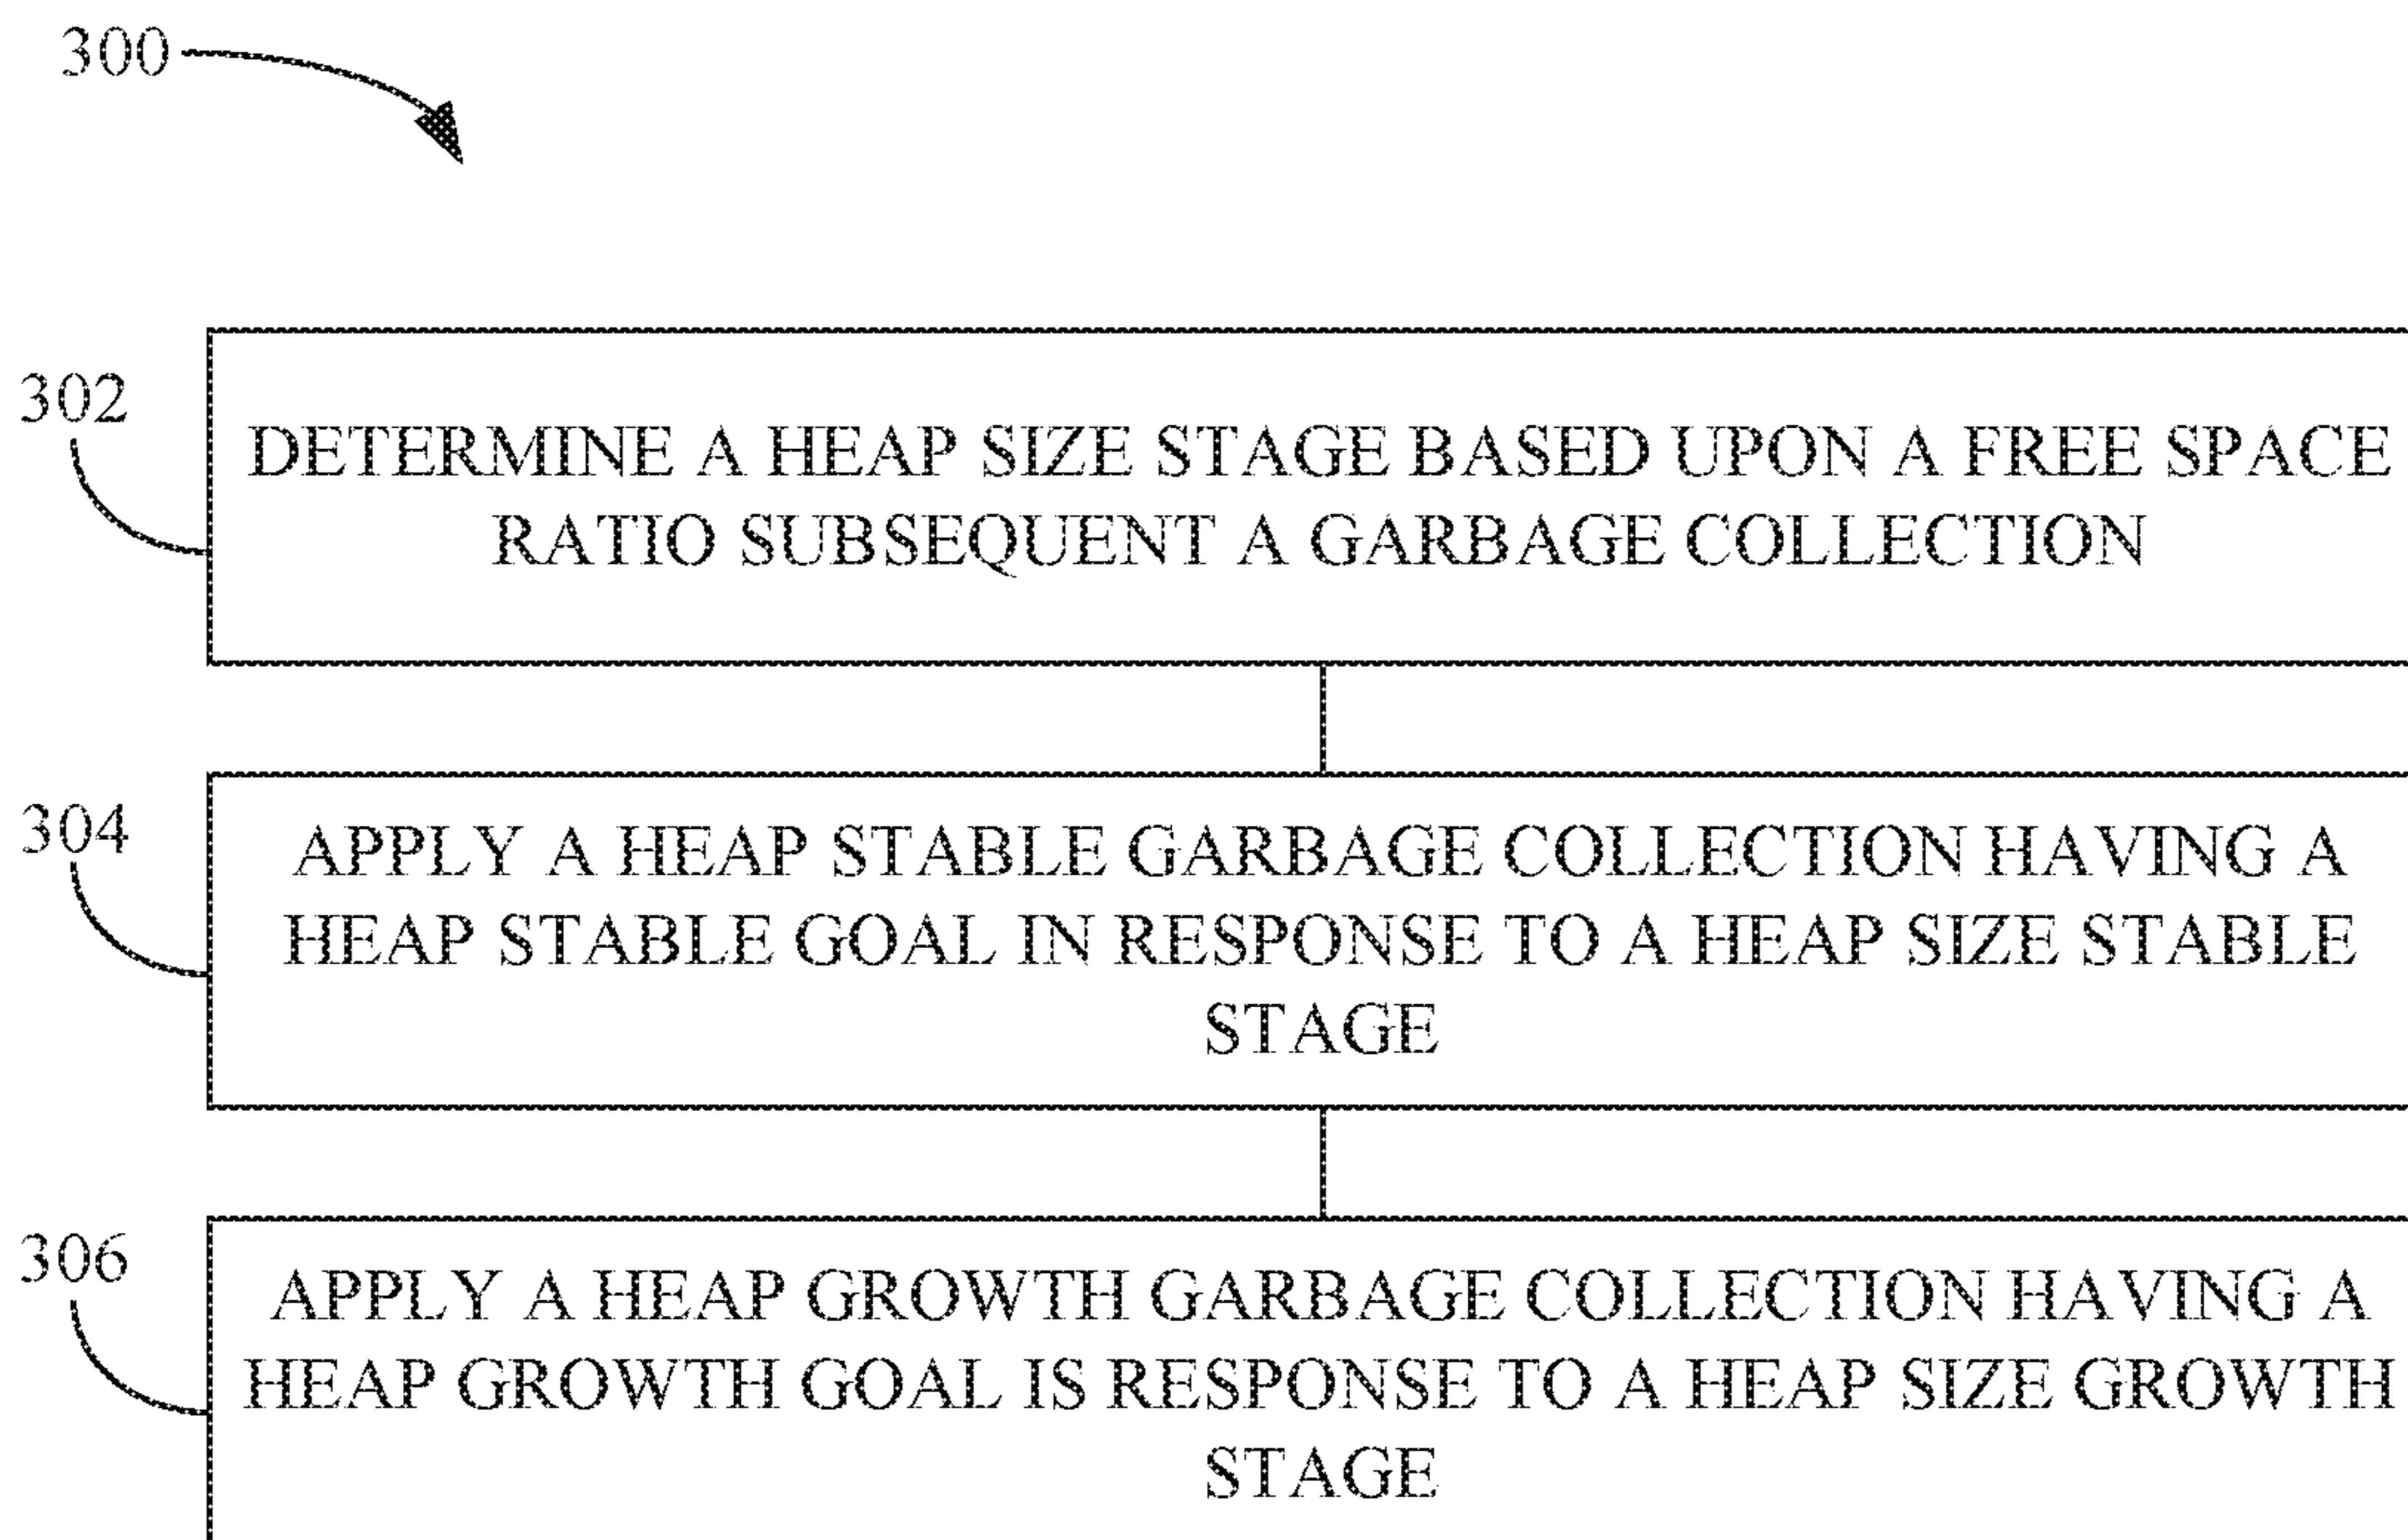 300
302
DETERMINE A HEAP SIZE STAGE BASED UPON A FREE SPACE
RATIO SUBSEQUENT A GARBAGE COLLECTION
304
APPLY A HEAP STABLE GARBAGE COLLECTION HAVING A
HEAP STABLE GOAL IN RESPONSE TO A HEAP SIZE STABLE
STAGE
306
APPLY A HEAP GROWTH GARBAGE COLLECTION HAVING A
HEAP GROWTH GOAL IS RESPONSE TO A HEAP SIZE GROWTH
STAGE